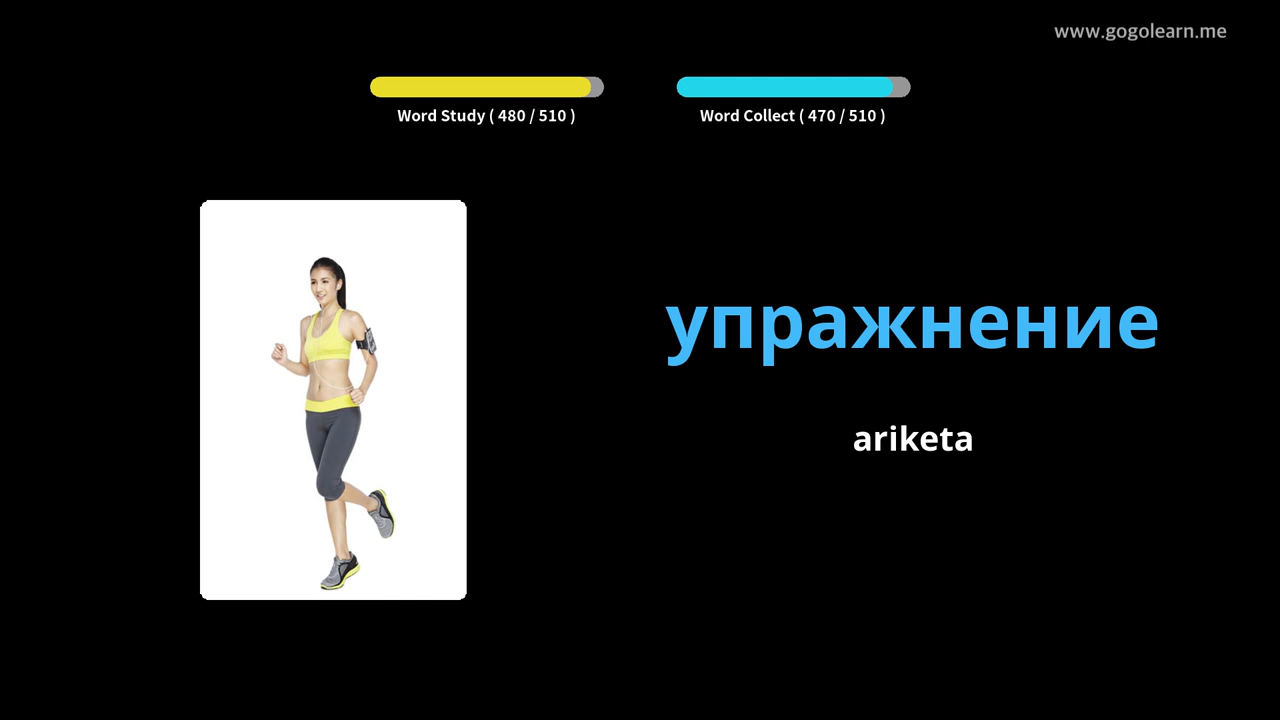 www.gogolearn.me
Word Study ( 480 / 510 )
Word Collect ( 470 / 510 )
упражнение
ariketa